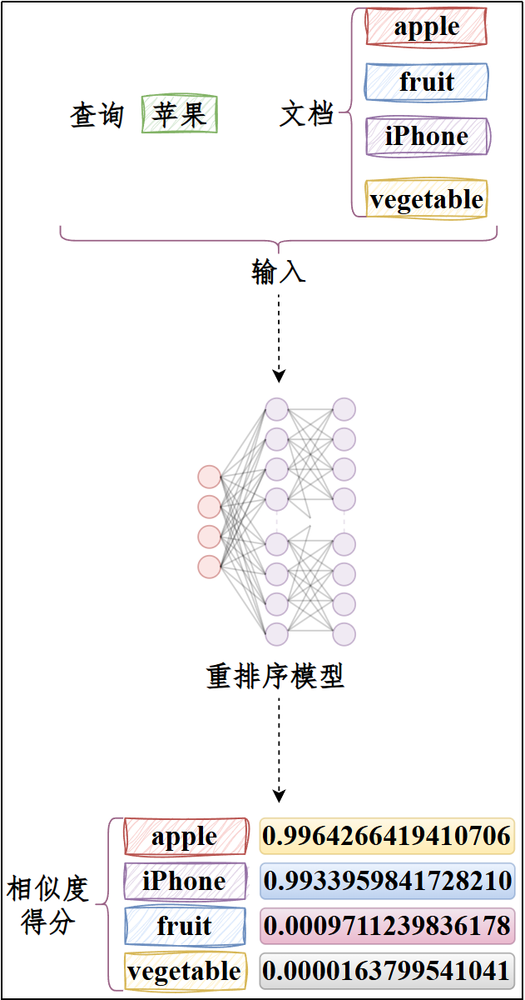 查询 苹果 文档
apple
fruit
iPhone
vegetable
输入
重排序模型
相似度
得分
apple 0.9964266419410706
iPhone 0.9933959841728210
fruit 0.0009711239836178
vegetable 0.0000163799541041